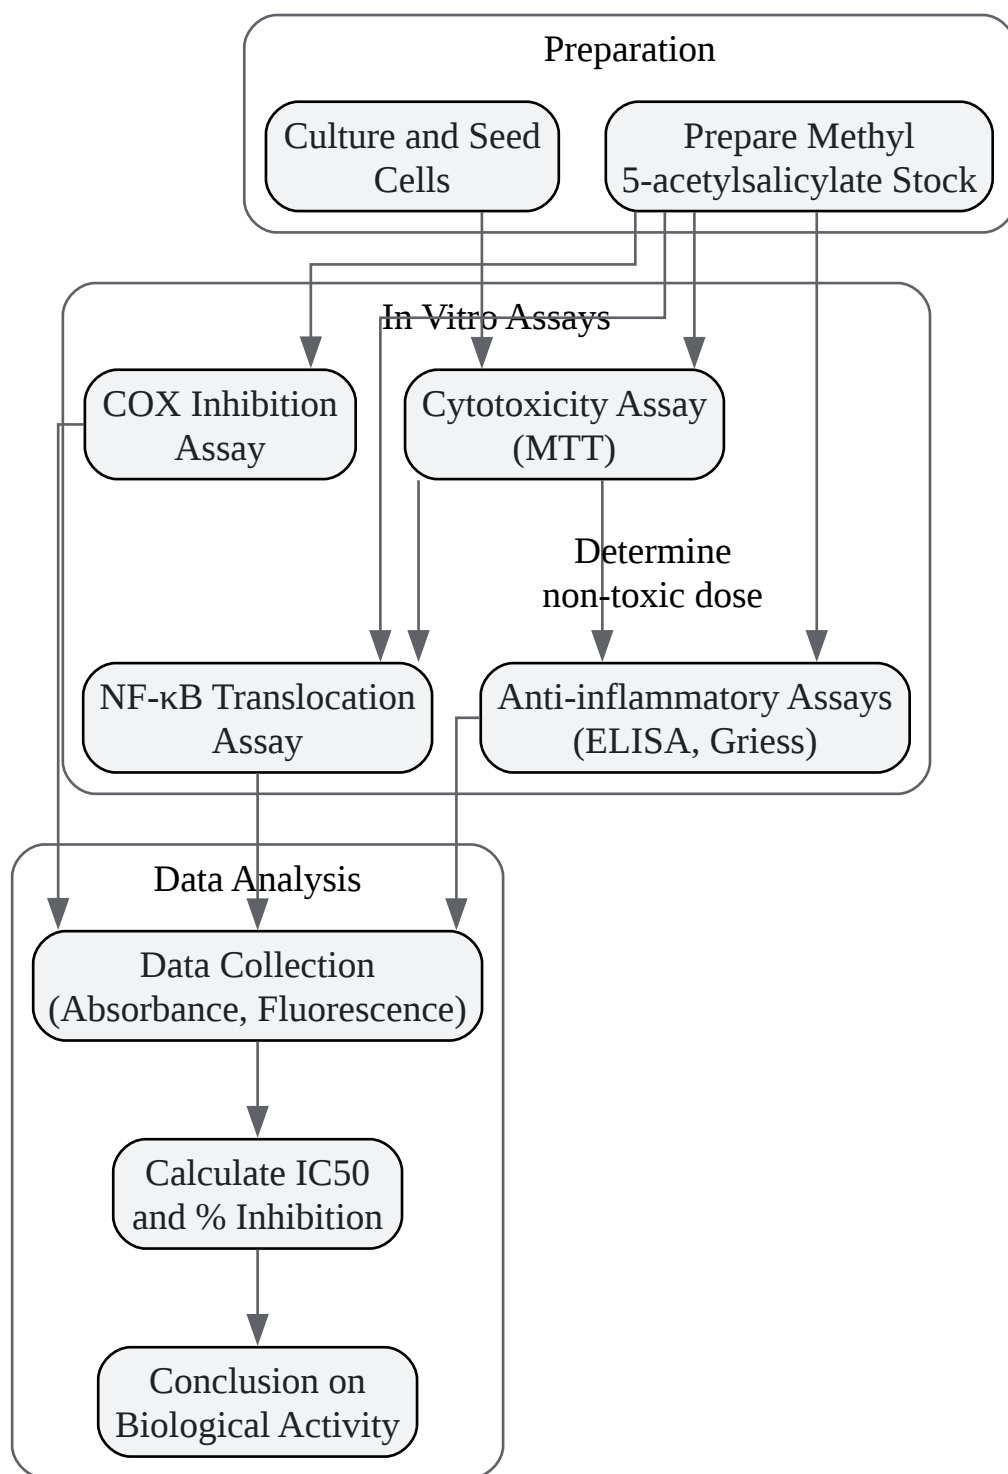 Preparation
Culture and Seed
Cells
Prepare Methyl
5-acetylsalicylate Stock
In Vitro Assays
COX Inhibition
Assay
Cytotoxicity Assay
(MTT)
Determine
non-toxic dose
NF-κB Translocation
Assay
Anti-inflammatory Assays
(ELISA, Griess)
Data Analysis
Data Collection
(Absorbance, Fluorescence)
Calculate IC50
and % Inhibition
Conclusion on
Biological Activity